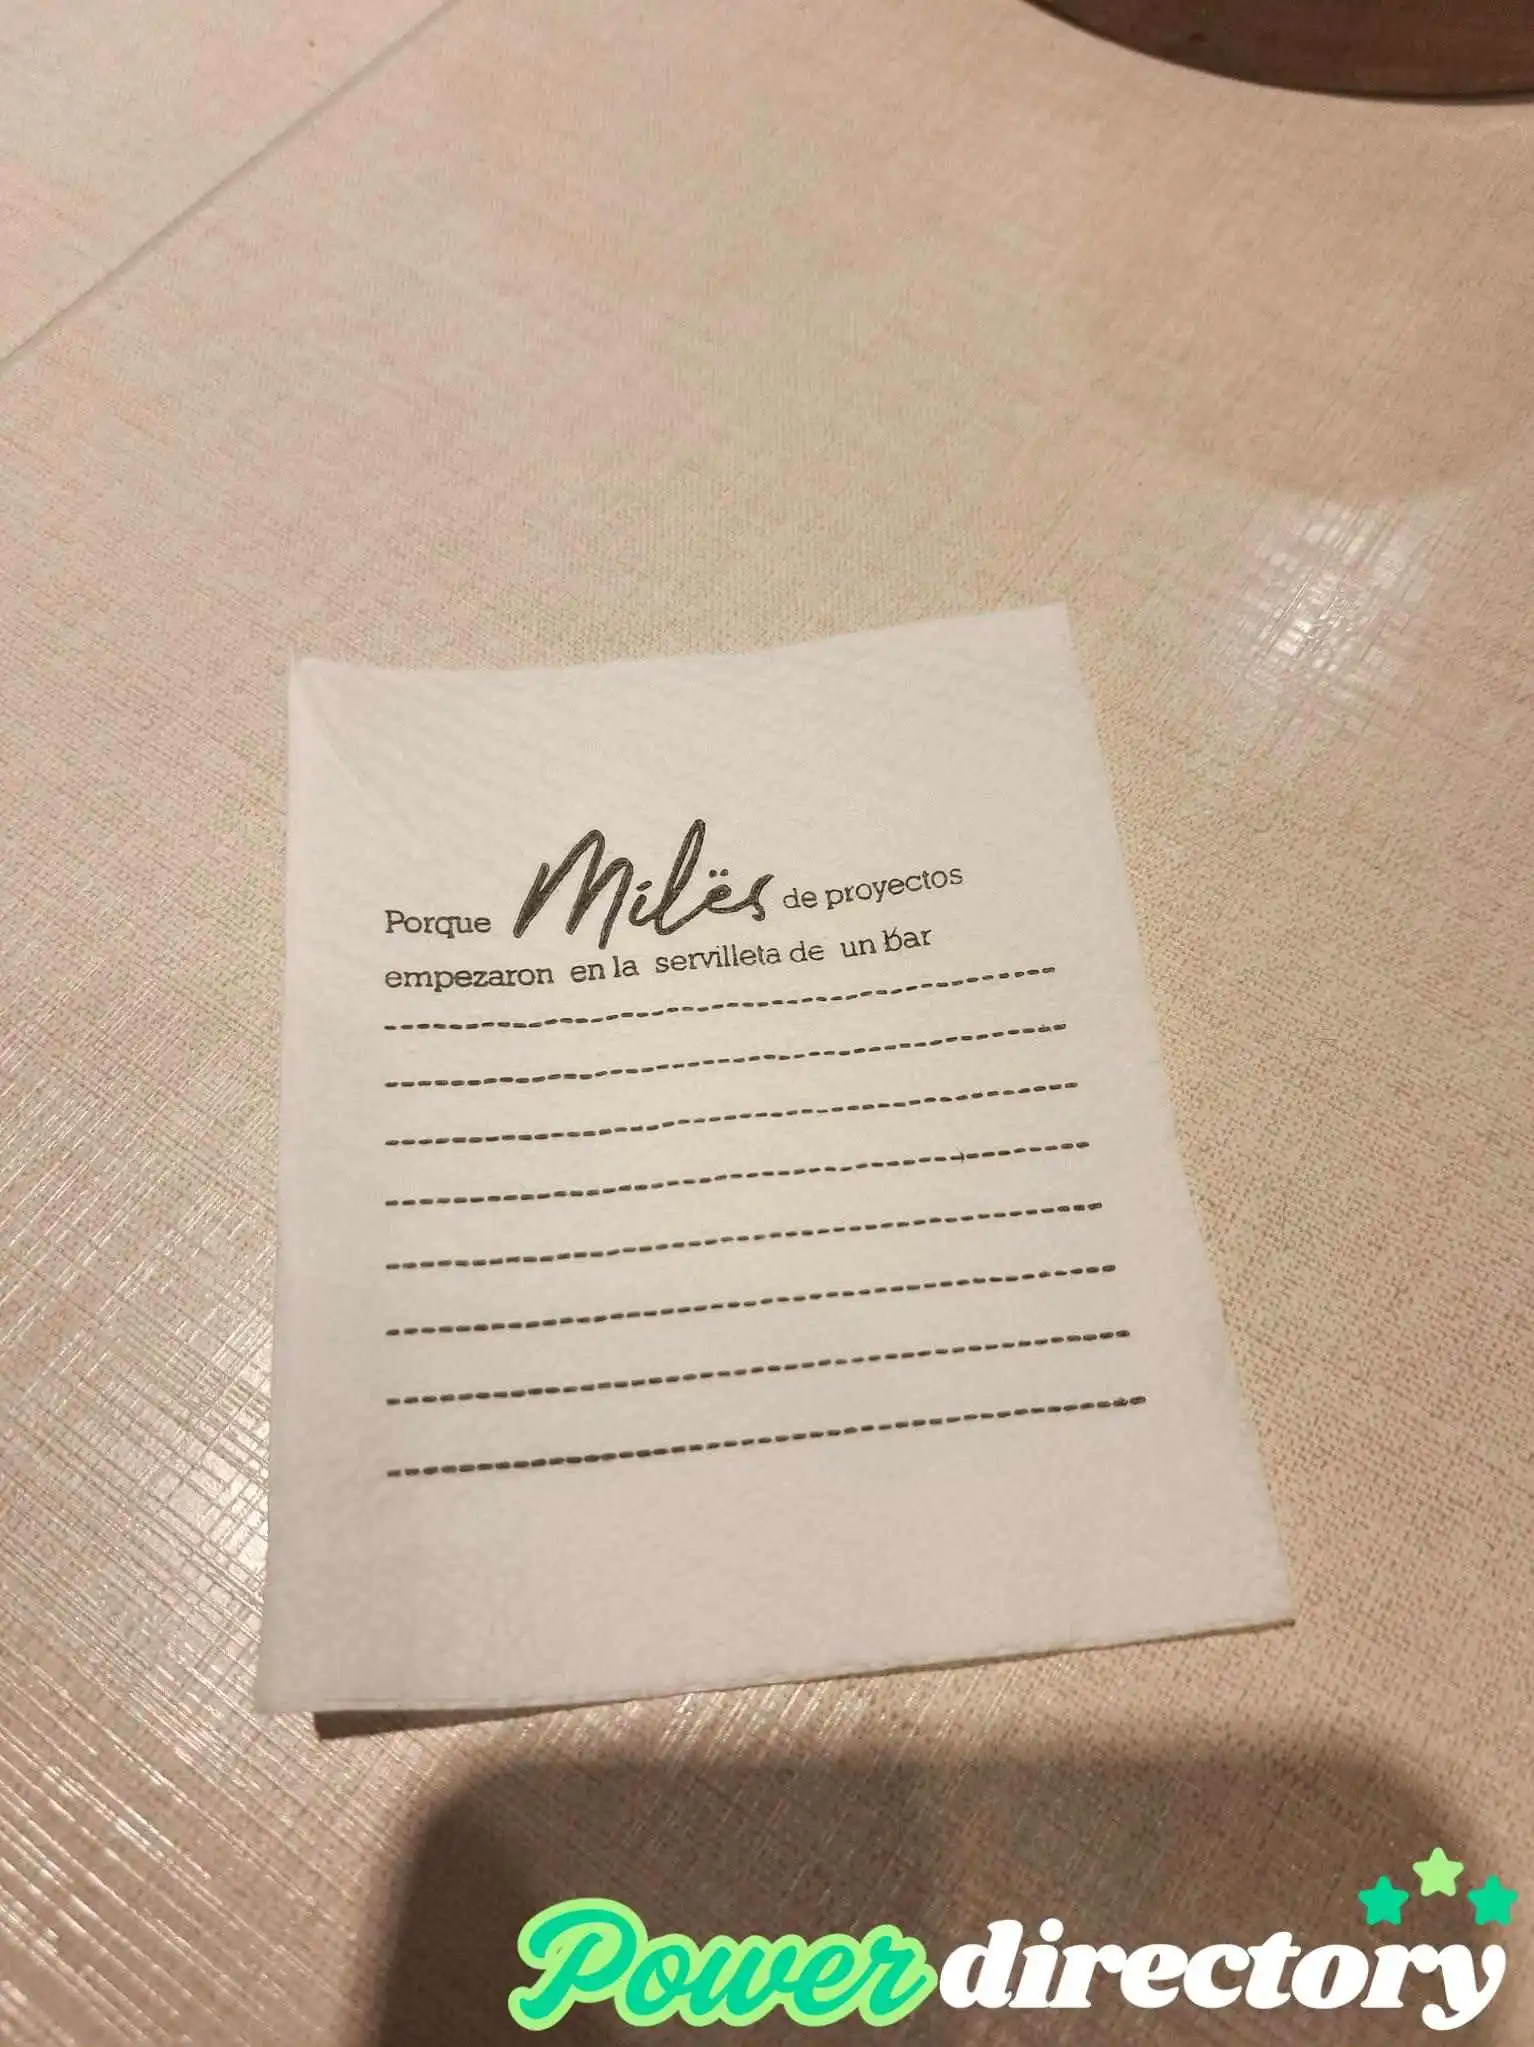 Porque Milës de proyectos
empezaron en la servilleta de un bar
Powerdirectory